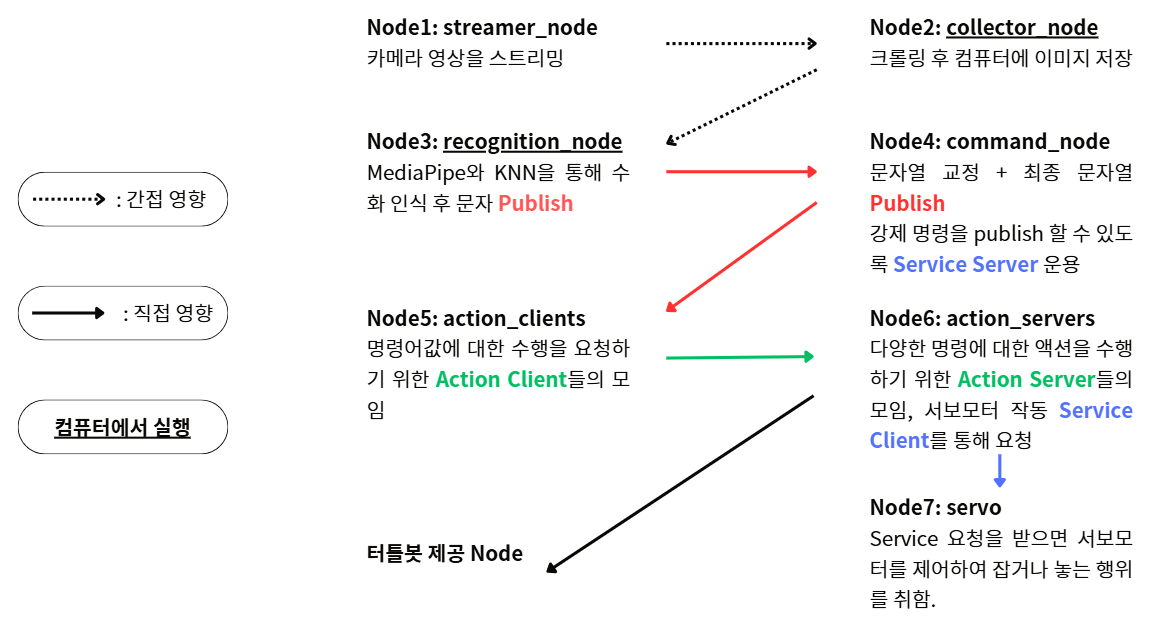 Node1: streamer_node
카메라 영상을 스트리밍
Node2: collector_node
크롤링 후 컴퓨터에 이미지 저장
Node3: recognition_node
MediaPipe와 KNN을 통해 수
화 인식 후 문자 Publish
Node4: command_node
문자열 교정 + 최종 문자열
Publish
강제 명령을 publish 할 수 있도
록 Service Server 운용
: 간접 영향
: 직접 영향
컴퓨터에서 실행
Node5: action_clients
명령어값에 대한 수행을 요청하
기 위한 Action Client들의 모
임
Node6: action_servers
다양한 명령에 대한 액션을 수행
하기 위한 Action Server들의
모임, 서보모터 작동 Service
Client를 통해 요청
터틀봇 제공 Node
Node7: servo
Service 요청을 받으면 서보모
터를 제어하여 잡거나 놓는 행위
를 취함.